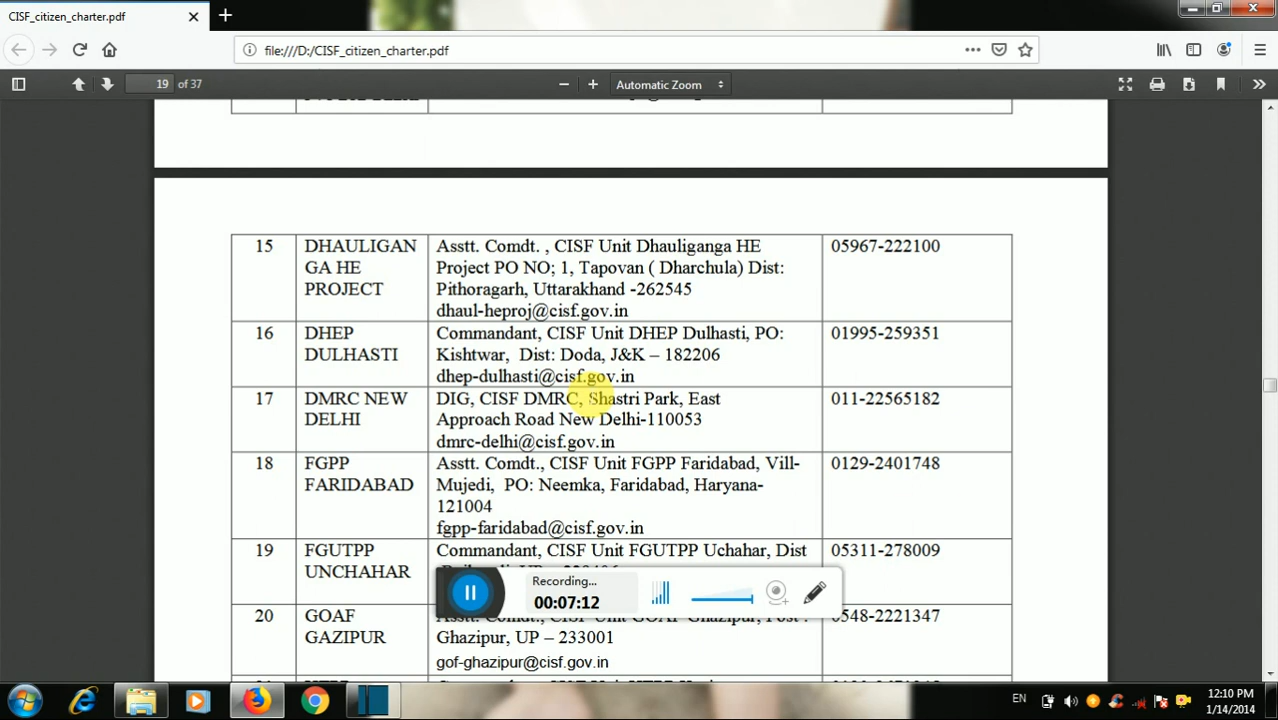 CISF_citizen_charter.pdf
file:///D:/CISF_citizen_charter.pdf
19 of 37
Automatic Zoom
15 DHAULIGAN Asstt. Comdt. , CISF Unit Dhauliganga HE 05967-222100
GA HE Project PO NO; 1, Tapovan ( Dharchula) Dist:
PROJECT Pithoragarh, Uttarakhand -262545
dhaul-heproj@cisf.gov.in
16 DHEP Commandant, CISF Unit DHEP Dulhasti, PO: 01995-259351
DULHASTI Kishtwar, Dist: Doda, J&K – 182206
dhep-dulhasti@cisf.gov.in
17 DMRC NEW DIG, CISF DMRC, Shastri Park, East 011-22565182
DELHI Approach Road New Delhi-110053
dmrc-delhi@cisf.gov.in
18 FGPP Asstt. Comdt., CISF Unit FGPP Faridabad, Vill- 0129-2401748
FARIDABAD Mujedi, PO: Neemka, Faridabad, Haryana-
121004
fgpp-faridabad@cisf.gov.in
19 FGUTPP Commandant, CISF Unit FGUTPP Uchahar, Dist 05311-278009
UNCHAHAR
Recording...
00:07:12
20 GOAF Asstt. Comdt., CISF Unit GOAF Ghazipur, Post : 0548-2221347
GAZIPUR Ghazipur, UP – 233001
gof-ghazipur@cisf.gov.in
EN
12:10 PM
1/14/2014